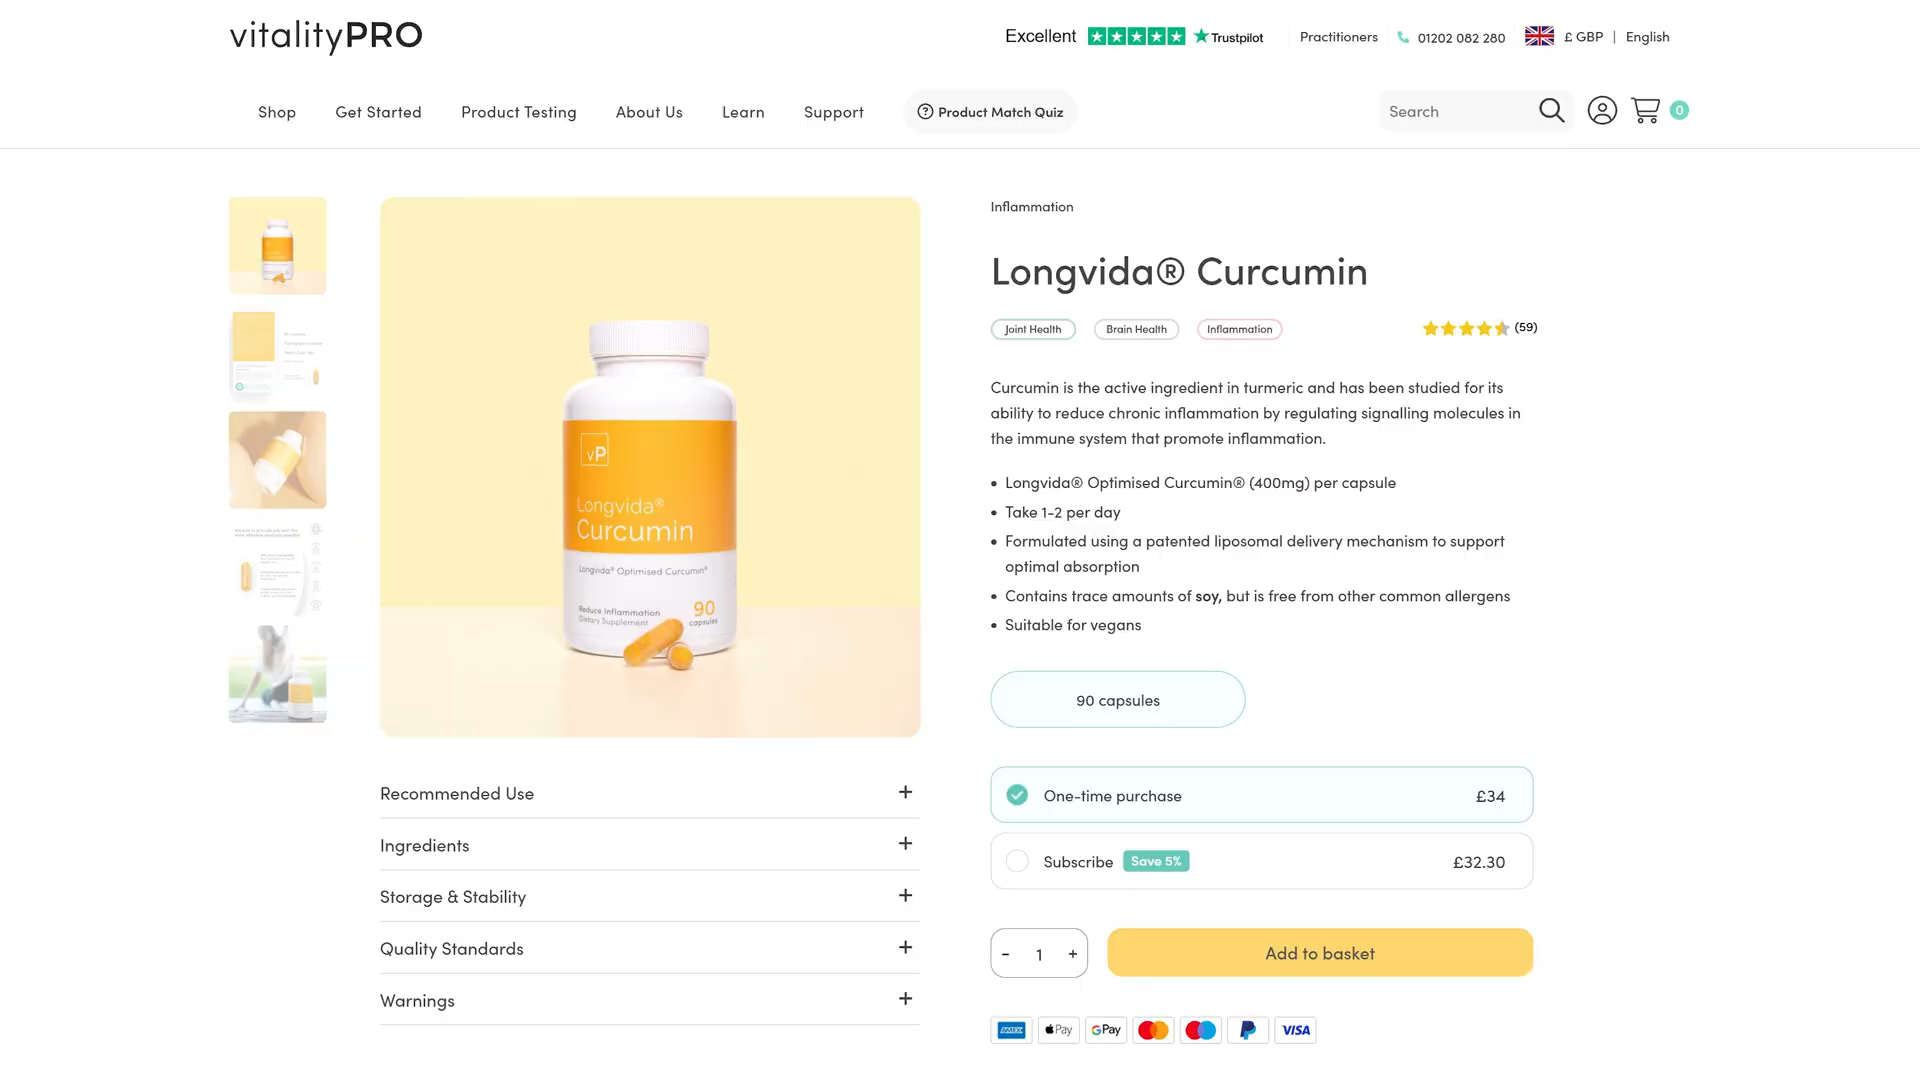 vitalityPRO
Excellent
Trustpilot
Practitioners
01202 082 280
£ GBP | English
Shop
Get Started
Product Testing
About Us
Learn
Support
Product Match Quiz
Search
0
Inflammation
Longvida® Curcumin
Joint Health
Brain Health
Inflammation
(59)
Curcumin is the active ingredient in turmeric and has been studied for its
ability to reduce chronic inflammation by regulating signalling molecules in
the immune system that promote inflammation.
• Longvida® Optimised Curcumin® (400mg) per capsule
• Take 1-2 per day
• Formulated using a patented liposomal delivery mechanism to support
optimal absorption
• Contains trace amounts of soy, but is free from other common allergens
• Suitable for vegans
vP
Longvida®
Curcumin
Longvida® Optimised Curcumin®
Reduce Inflammation
Dietary Supplement
90
capsules
90 capsules
One-time purchase
£34
Subscribe
Save 5%
£32.30
- 1 +
Add to basket
AMEX
Pay
G Pay
VISA
Recommended Use +
Ingredients +
Storage & Stability +
Quality Standards +
Warnings +